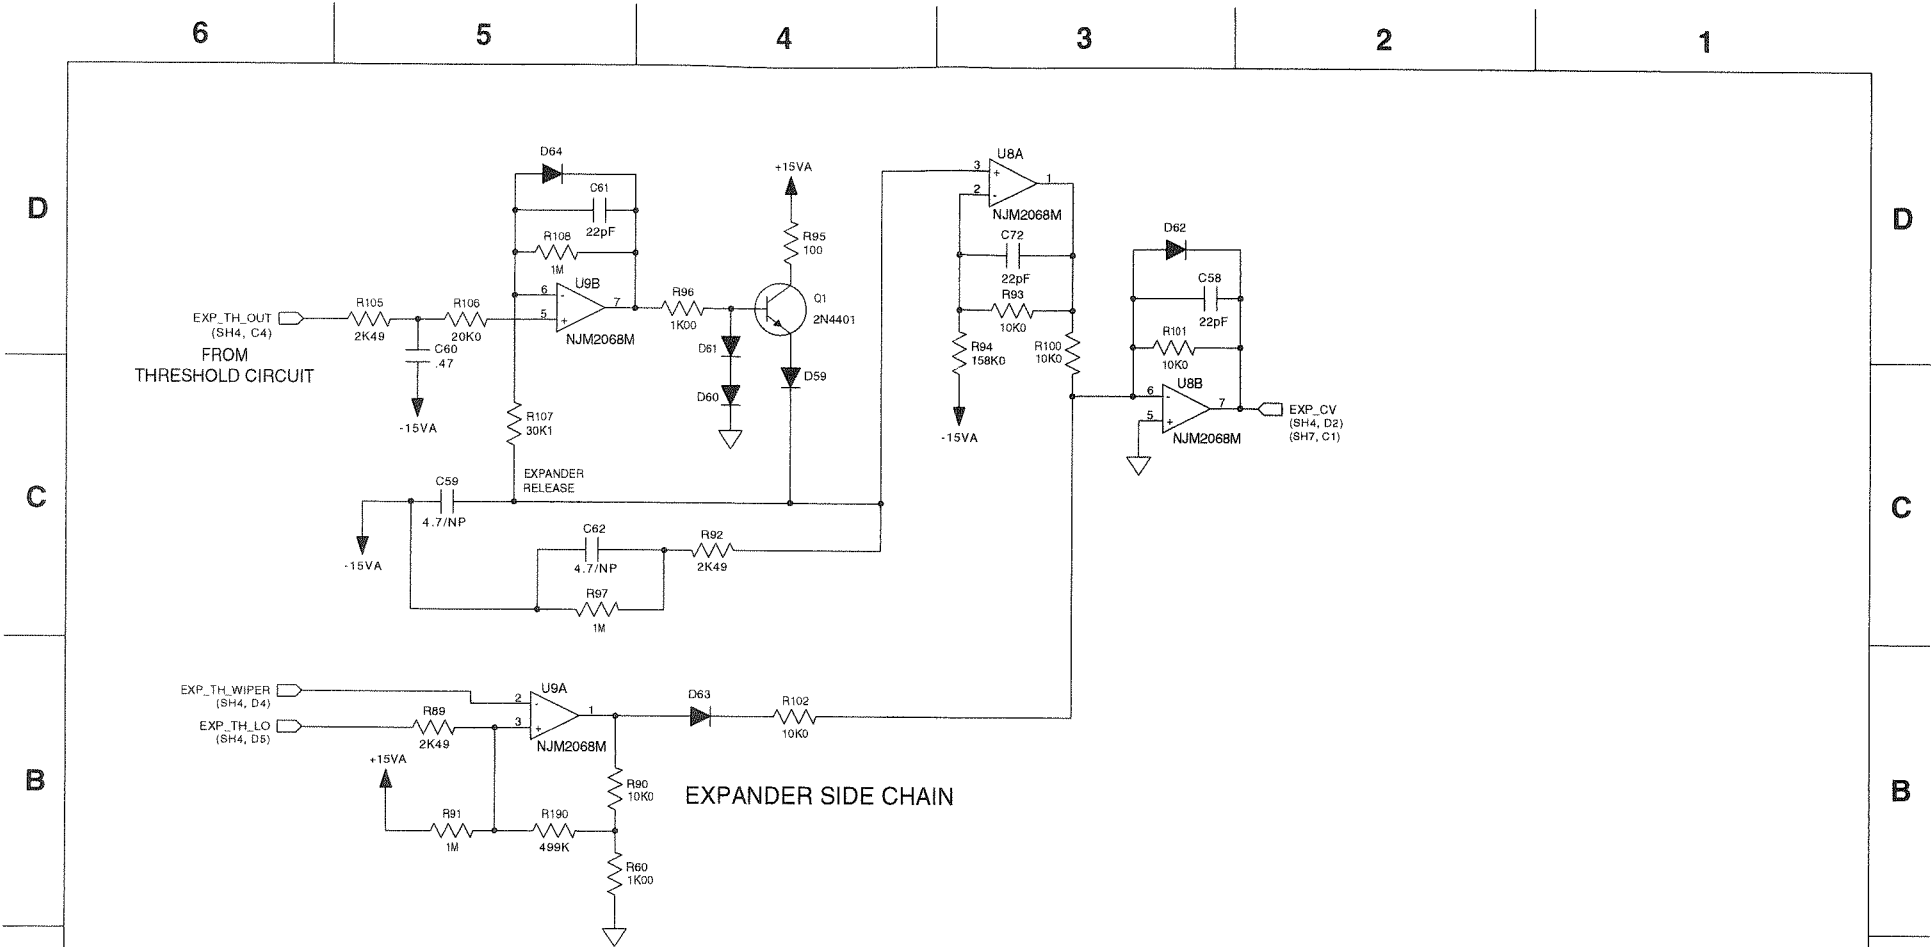 6 5 4 3 2 1
D
D
C
C
B
B
D64
C61
22pF
R108
1M
U9B
6 -
5 +
7
NJM2068M
EXP_TH_OUT
(SH4, C4)
FROM
THRESHOLD CIRCUIT
R105
2K49
R106
20K0
C60
.47
-15VA
R107
30K1
R96
1K00
+15VA
R95
100
Q1
2N4401
D61
D60
D59
EXPANDER
RELEASE
C59
4.7/NP
-15VA
C62
4.7/NP
R92
2K49
R97
1M
U8A
3 +
2 -
1
NJM2068M
C72
22pF
R93
10K0
R94
158K0
-15VA
R100
10K0
D62
C58
22pF
R101
10K0
U8B
6 -
5 +
7
NJM2068M
EXP_CV
(SH4, D2)
(SH7, C1)
EXP_TH_WIPER
(SH4, D4)
EXP_TH_LO
(SH4, D5)
R89
2K49
U9A
2 -
3 +
1
NJM2068M
D63
R102
10K0
+15VA
R91
1M
R190
499K
R90
10K0
R60
1K00
EXPANDER SIDE CHAIN